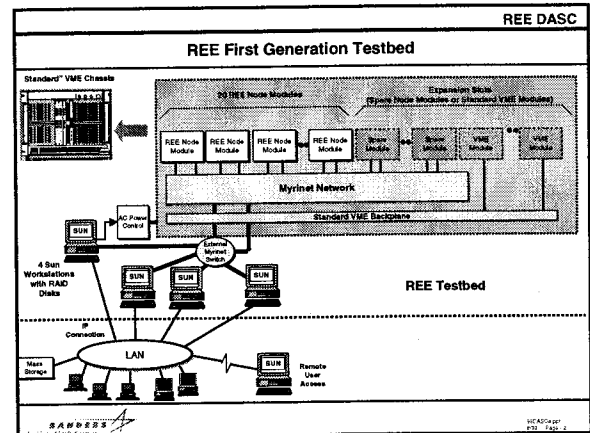 REE DASC
REE First Generation Testbed
Standard™ VME Chassis
20 REE Node Modules
Expansion Slots
(Spare Node Modules or Standard VME Modules)
REE Node Module
REE Node Module
REE Node Module
REE Node Module
Spare Module
Spare Module
VME Module
VME Module
Myrinet Network
Standard VME Backplane
SUN
AC Power Control
External Myrinet Switch
4 Sun
Workstations
with RAID
Disks
SUN
SUN
SUN
REE Testbed
IP
Connection
LAN
Mass Storage
SUN
Remote
User
Access
SANDERS